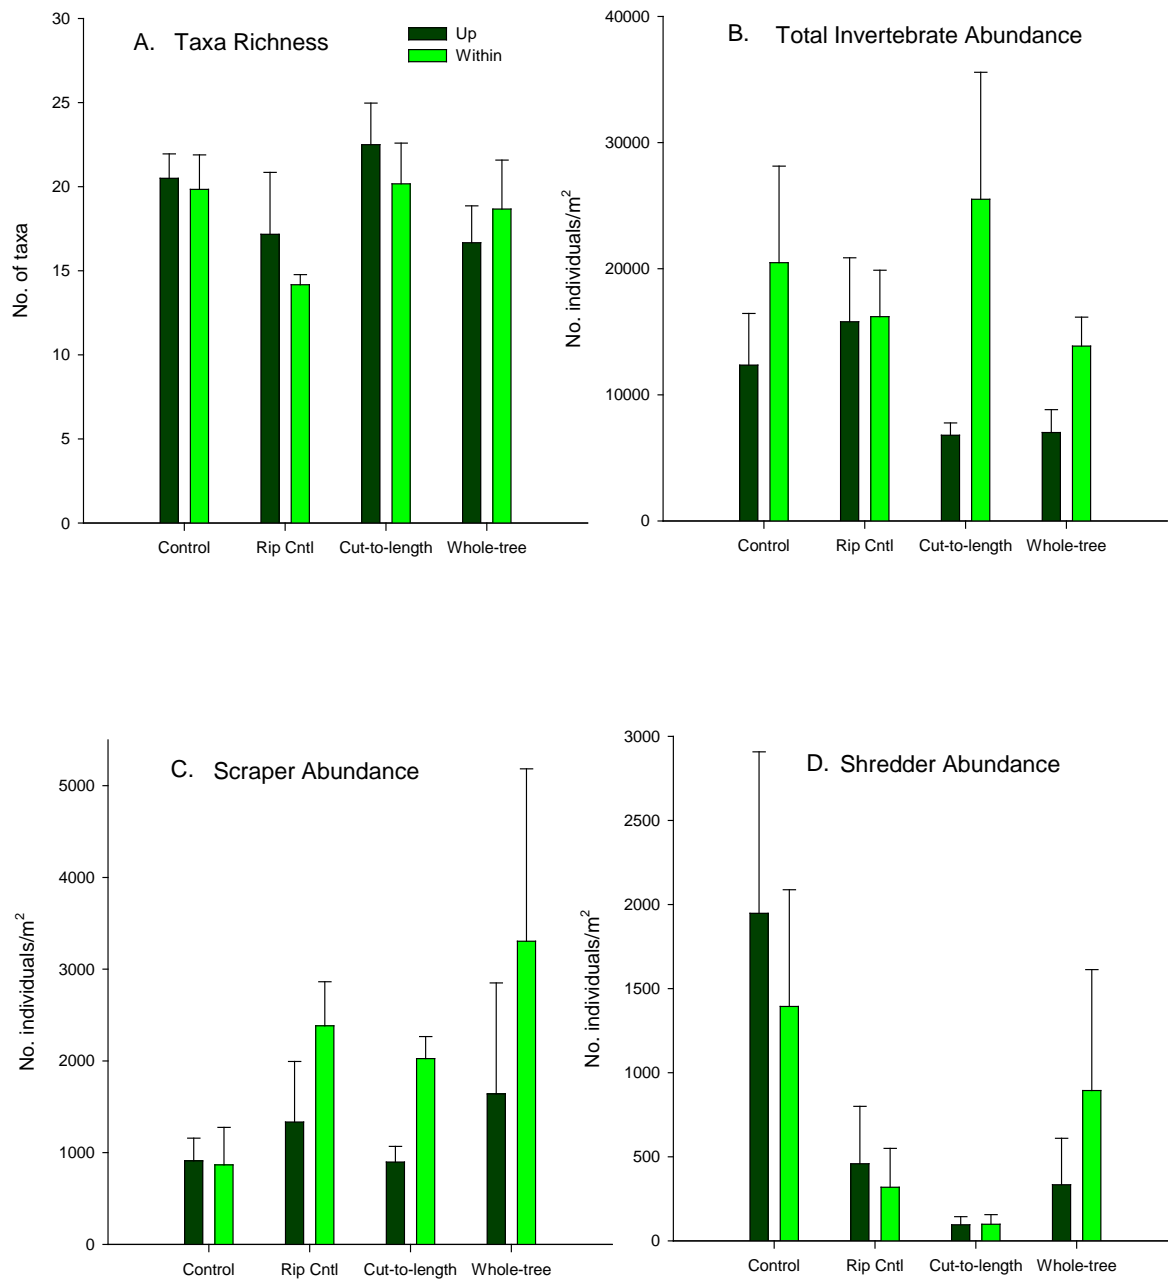 A. Taxa Richness
Up
Within
30
25
20
15
10
5
0
No. of taxa
Control Rip Cntl Cut-to-length Whole-tree
B. Total Invertebrate Abundance
40000
30000
20000
10000
0
No. individuals/m²
Control Rip Cntl Cut-to-length Whole-tree
C. Scraper Abundance
5000
4000
3000
2000
1000
0
No. individuals/m²
Control Rip Cntl Cut-to-length Whole-tree
D. Shredder Abundance
3000
2500
2000
1500
1000
500
0
No. individuals/m²
Control Rip Cntl Cut-to-length Whole-tree